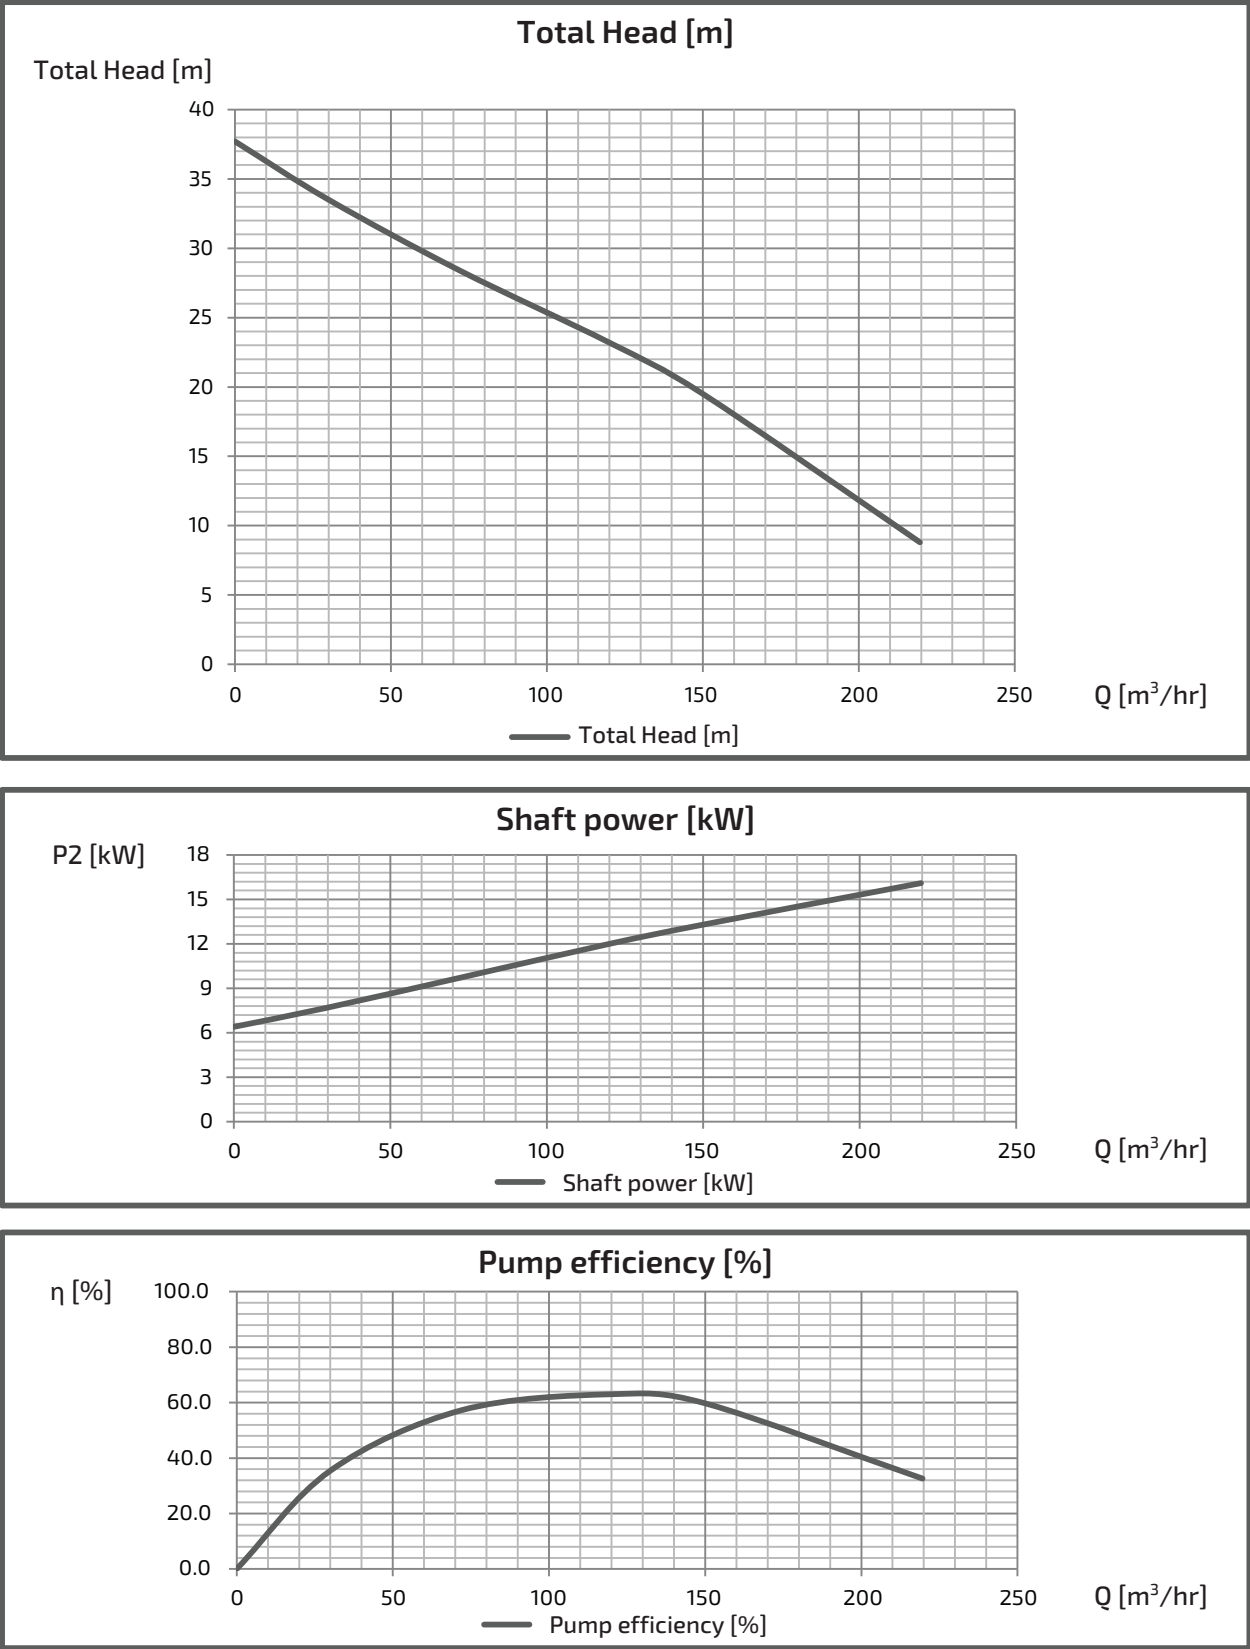 Total Head [m]
Total Head [m]
40
35
30
25
20
15
10
5
0
0 50 100 150 200 250 Q [m³/hr]
Total Head [m]
Shaft power [kW]
P2 [kW] 18
15
12
9
6
3
0
0 50 100 150 200 250 Q [m³/hr]
Shaft power [kW]
Pump efficiency [%]
η [%] 100.0
80.0
60.0
40.0
20.0
0.0
0 50 100 150 200 250 Q [m³/hr]
Pump efficiency [%]